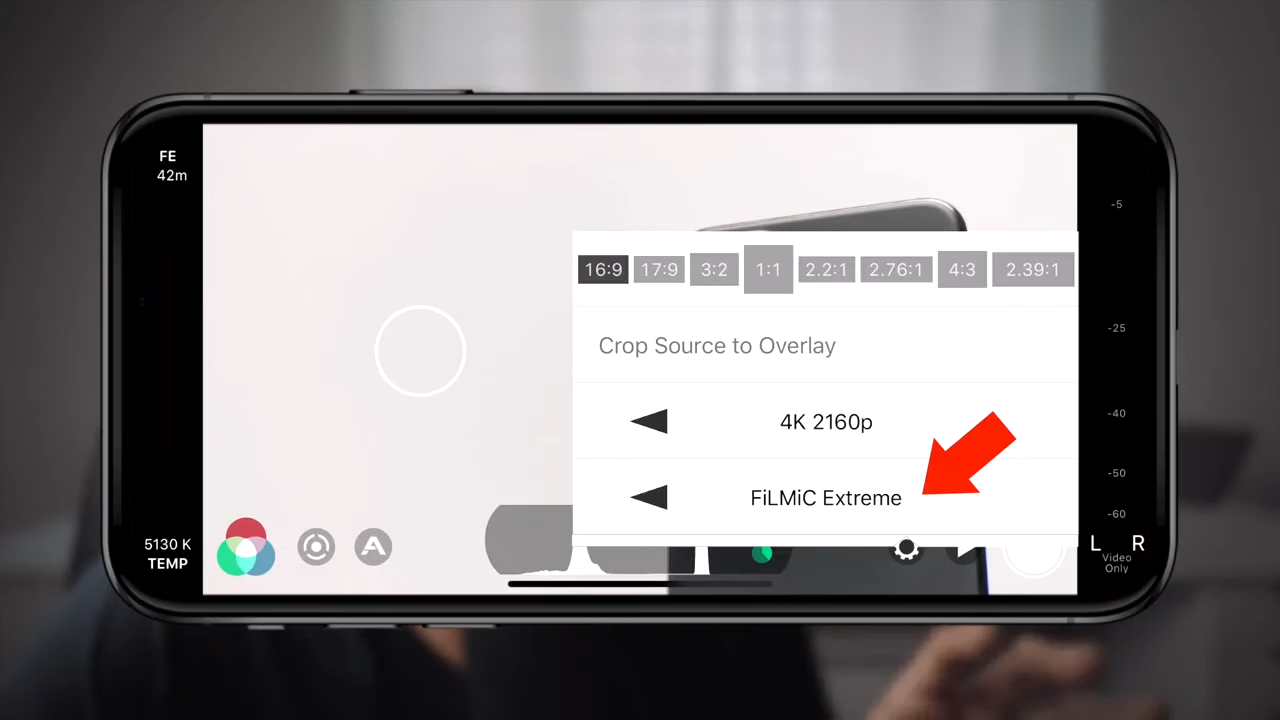 FE
42m
16:9 17:9 3:2 1:1 2.2:1 2.76:1 4:3 2.39:1
Crop Source to Overlay
4K 2160p
FiLMiC Extreme
5130 K
TEMP
A
-5
-25
-40
-50
-60
L R
Video
Only